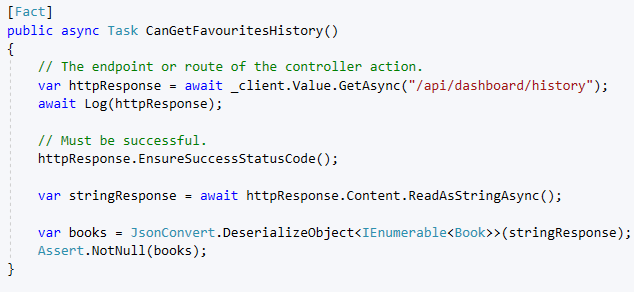 [Fact]
public async Task CanGetFavouritesHistory()
{
    // The endpoint or route of the controller action.
    var httpResponse = await _client.Value.GetAsync("/api/dashboard/history");
    await Log(httpResponse);

    // Must be successful.
    httpResponse.EnsureSuccessStatusCode();

    var stringResponse = await httpResponse.Content.ReadAsStringAsync();

    var books = JsonConvert.DeserializeObject<IEnumerable<Book>>(stringResponse);
    Assert.NotNull(books);
}